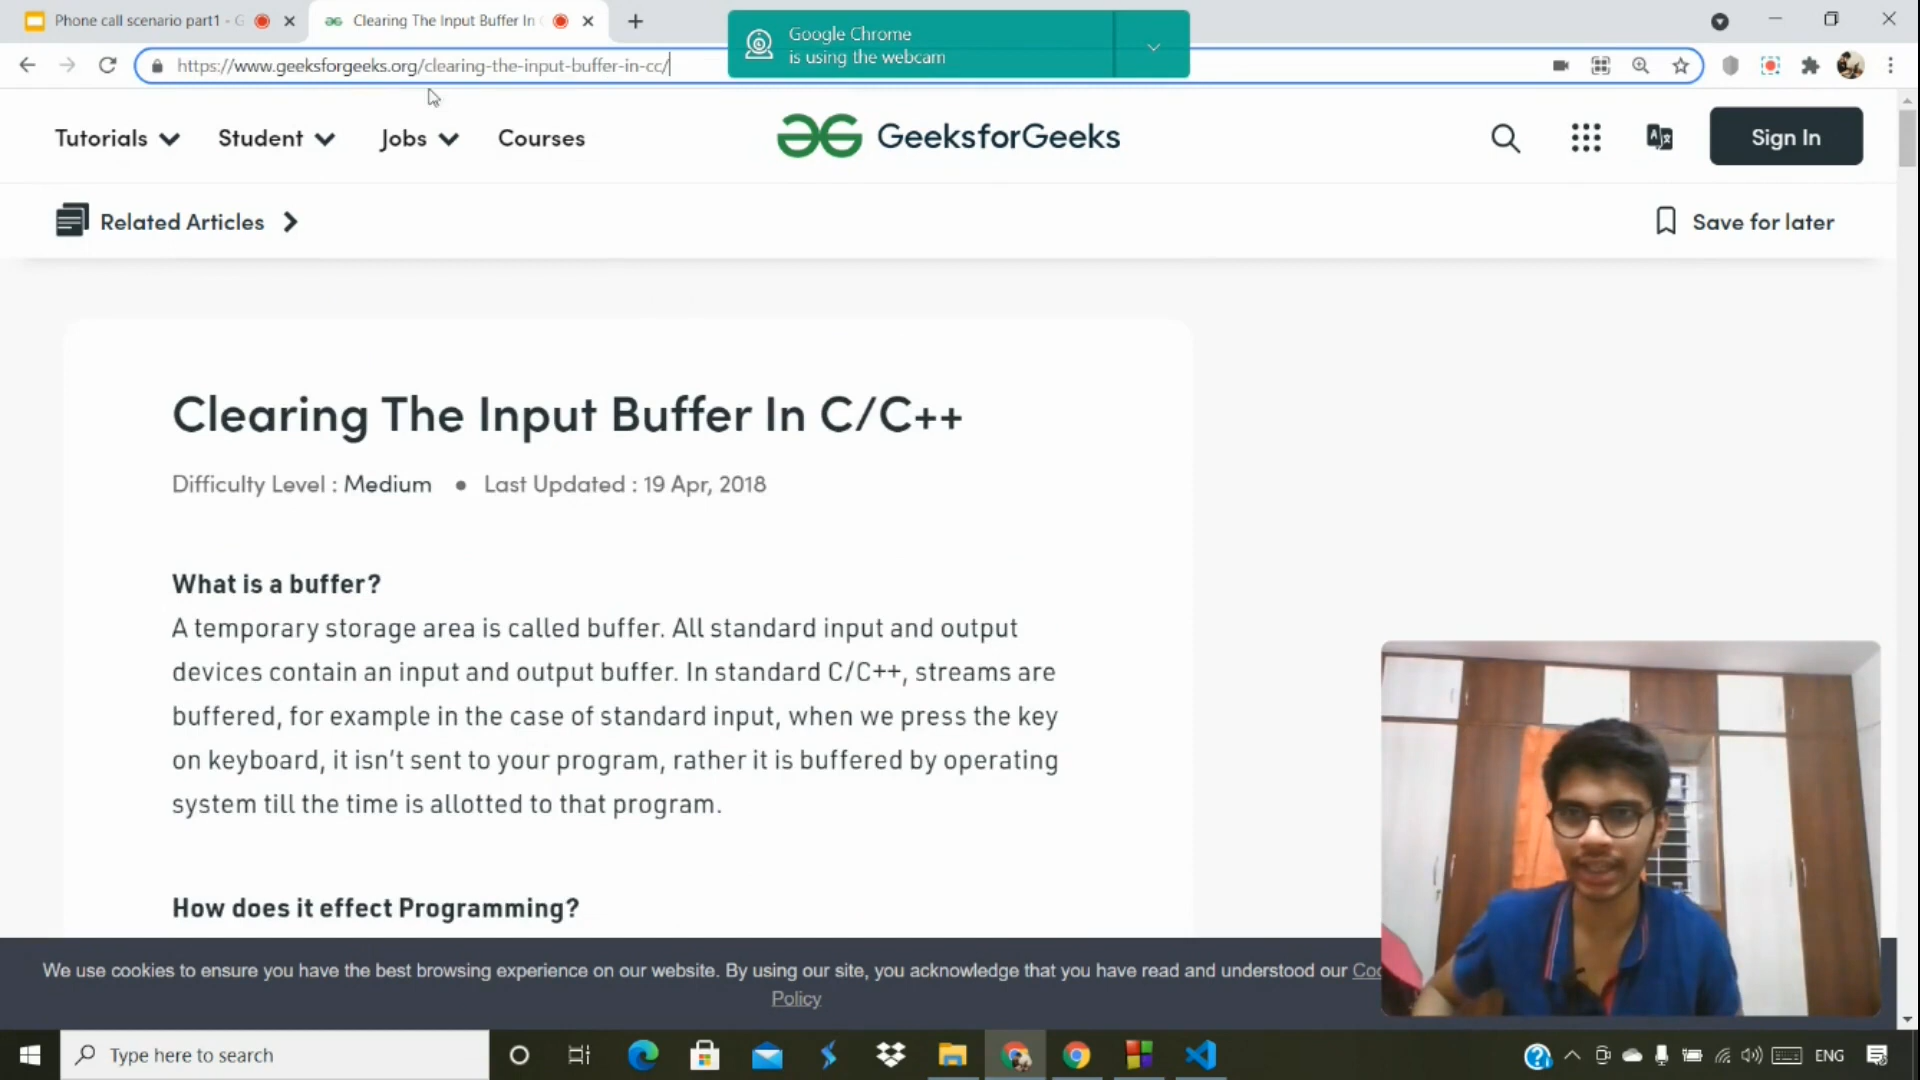 Phone call scenario part1 - G
Clearing The Input Buffer In
Google Chrome
is using the webcam
https://www.geeksforgeeks.org/clearing-the-input-buffer-in-cc/
Tutorials
Student
Jobs
Courses
GeeksforGeeks
Sign In
Related Articles
Save for later
Clearing The Input Buffer In C/C++
Difficulty Level : Medium • Last Updated : 19 Apr, 2018
What is a buffer?
A temporary storage area is called buffer. All standard input and output
devices contain an input and output buffer. In standard C/C++, streams are
buffered, for example in the case of standard input, when we press the key
on keyboard, it isn't sent to your program, rather it is buffered by operating
system till the time is allotted to that program.
How does it effect Programming?
We use cookies to ensure you have the best browsing experience on our website. By using our site, you acknowledge that you have read and understood our Coo
Policy
Type here to search
ENG